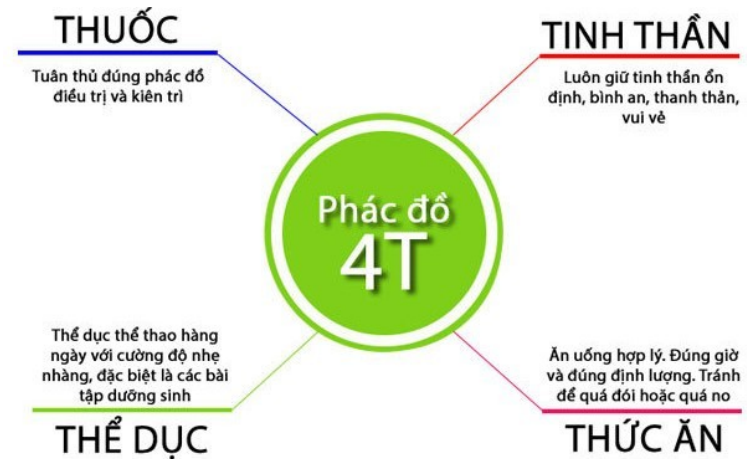 THUỐC
Tuân thủ đúng phác đồ
điều trị và kiên trì
TINH THẦN
Luôn giữ tinh thần ổn
định, bình an, thanh thản,
vui vẻ
Phác đồ
4T
Thể dục thể thao hàng
ngày với cường độ nhẹ
nhàng, đặc biệt là các bài
tập dưỡng sinh
THỂ DỤC
Ăn uống hợp lý. Đúng giờ
và đúng định lượng. Tránh
để quá đói hoặc quá no
THỨC ĂN